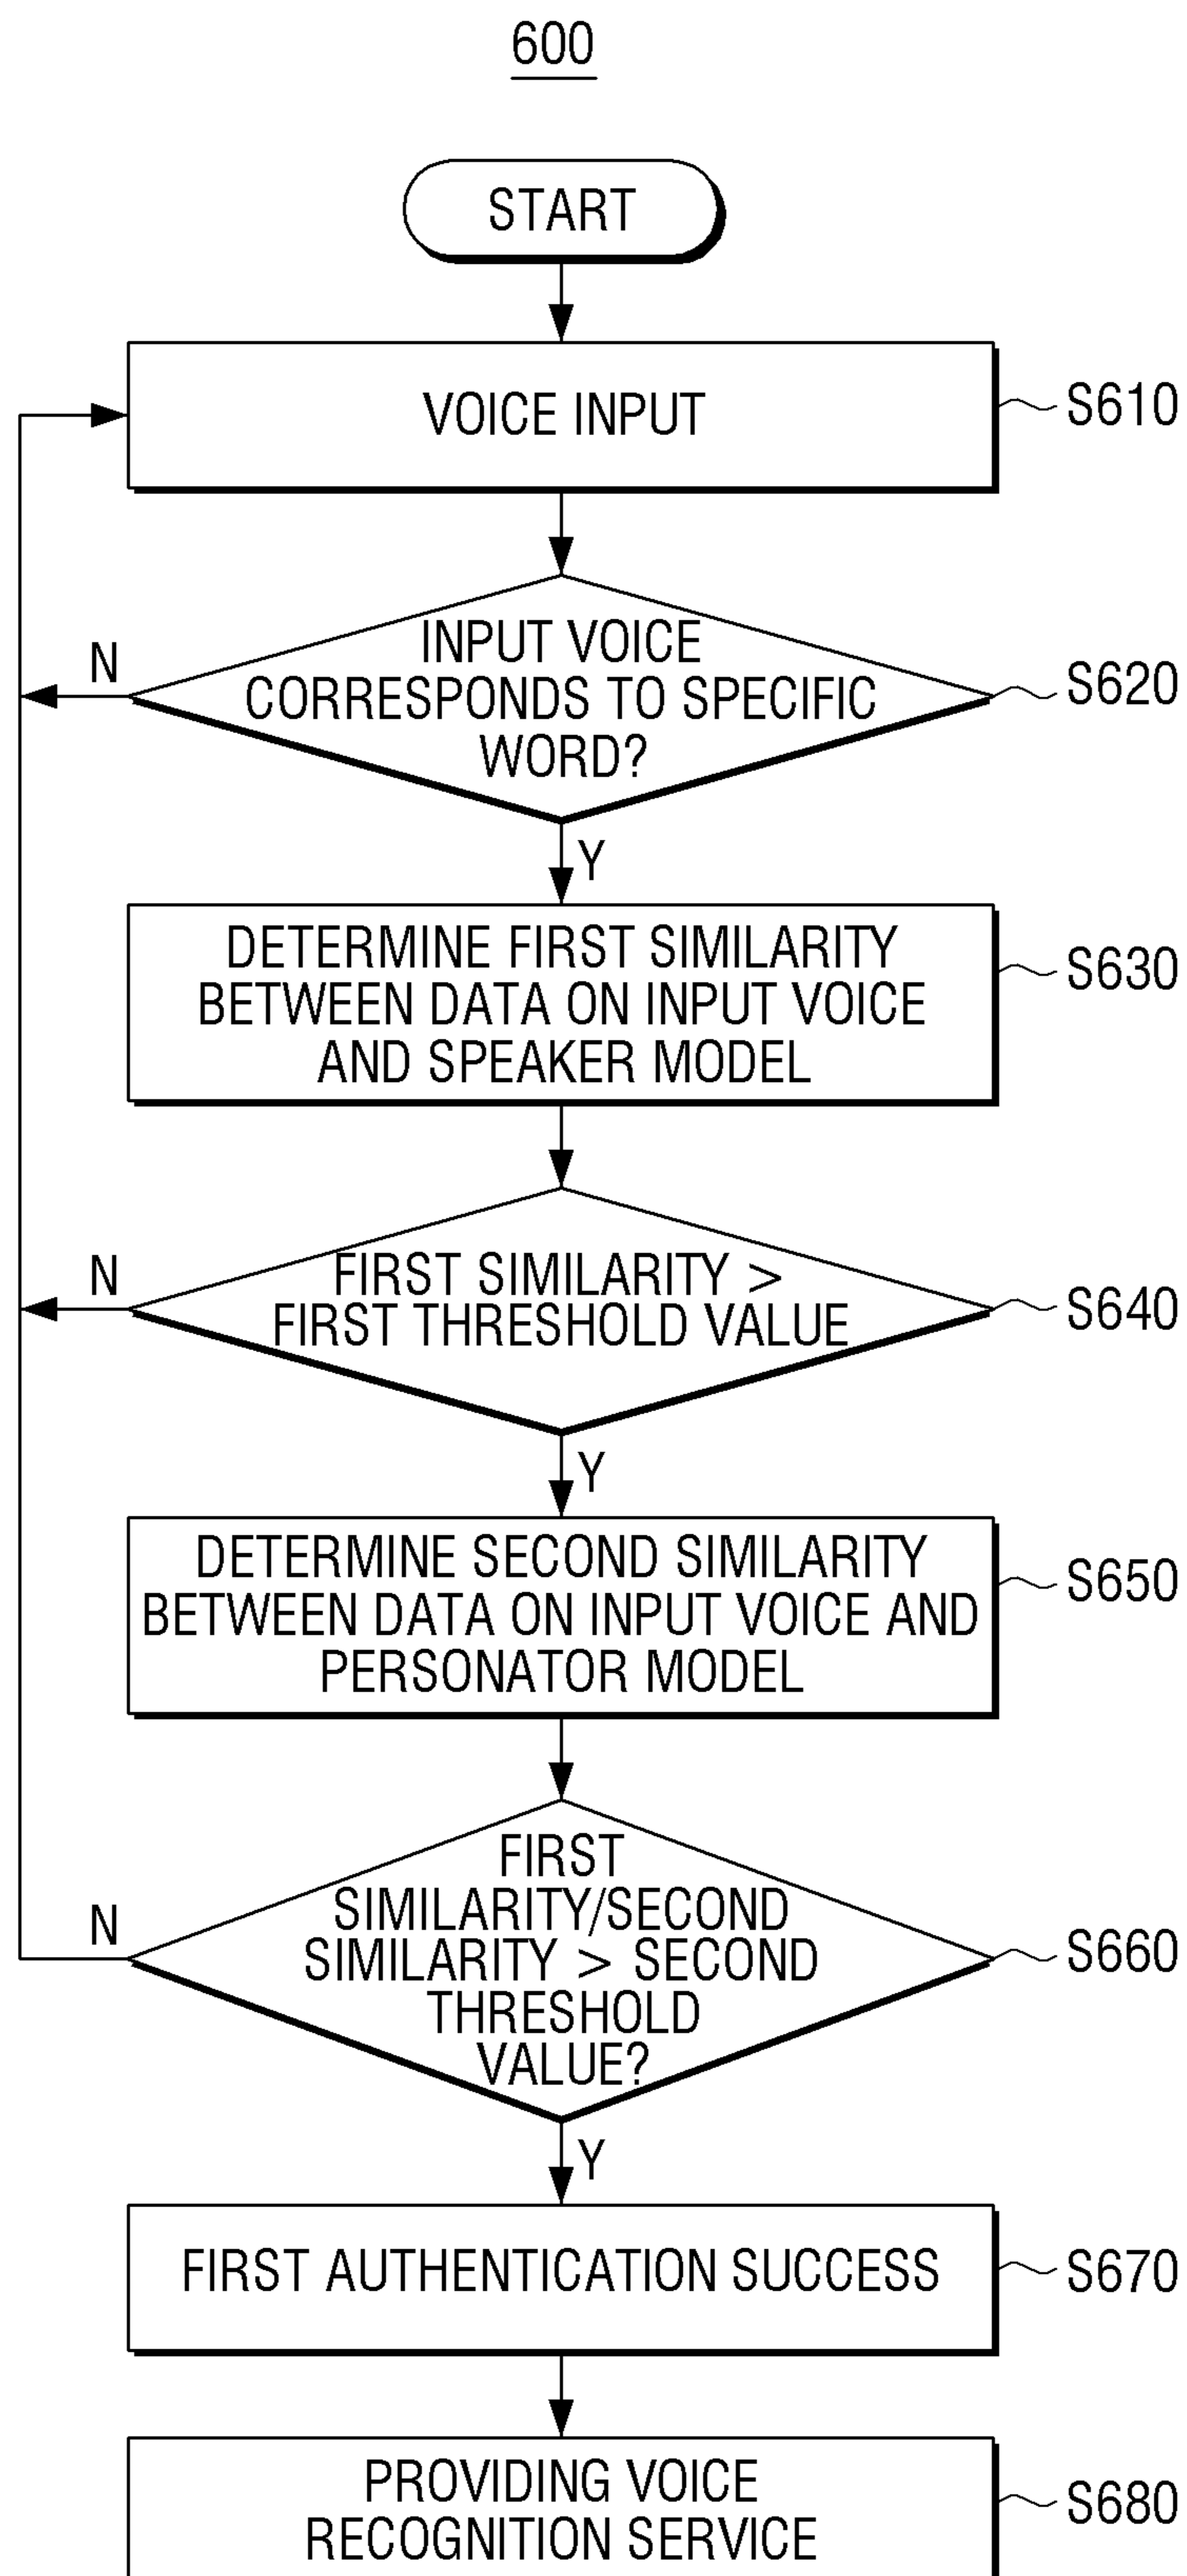 600
START
VOICE INPUT
S610
INPUT VOICE
CORRESPONDS TO SPECIFIC
WORD?
S620
N
Y
DETERMINE FIRST SIMILARITY
BETWEEN DATA ON INPUT VOICE
AND SPEAKER MODEL
S630
FIRST SIMILARITY >
FIRST THRESHOLD VALUE
S640
N
Y
DETERMINE SECOND SIMILARITY
BETWEEN DATA ON INPUT VOICE AND
PERSONATOR MODEL
S650
FIRST
SIMILARITY/SECOND
SIMILARITY > SECOND
THRESHOLD
VALUE?
S660
N
Y
FIRST AUTHENTICATION SUCCESS
S670
PROVIDING VOICE
RECOGNITION SERVICE
S680